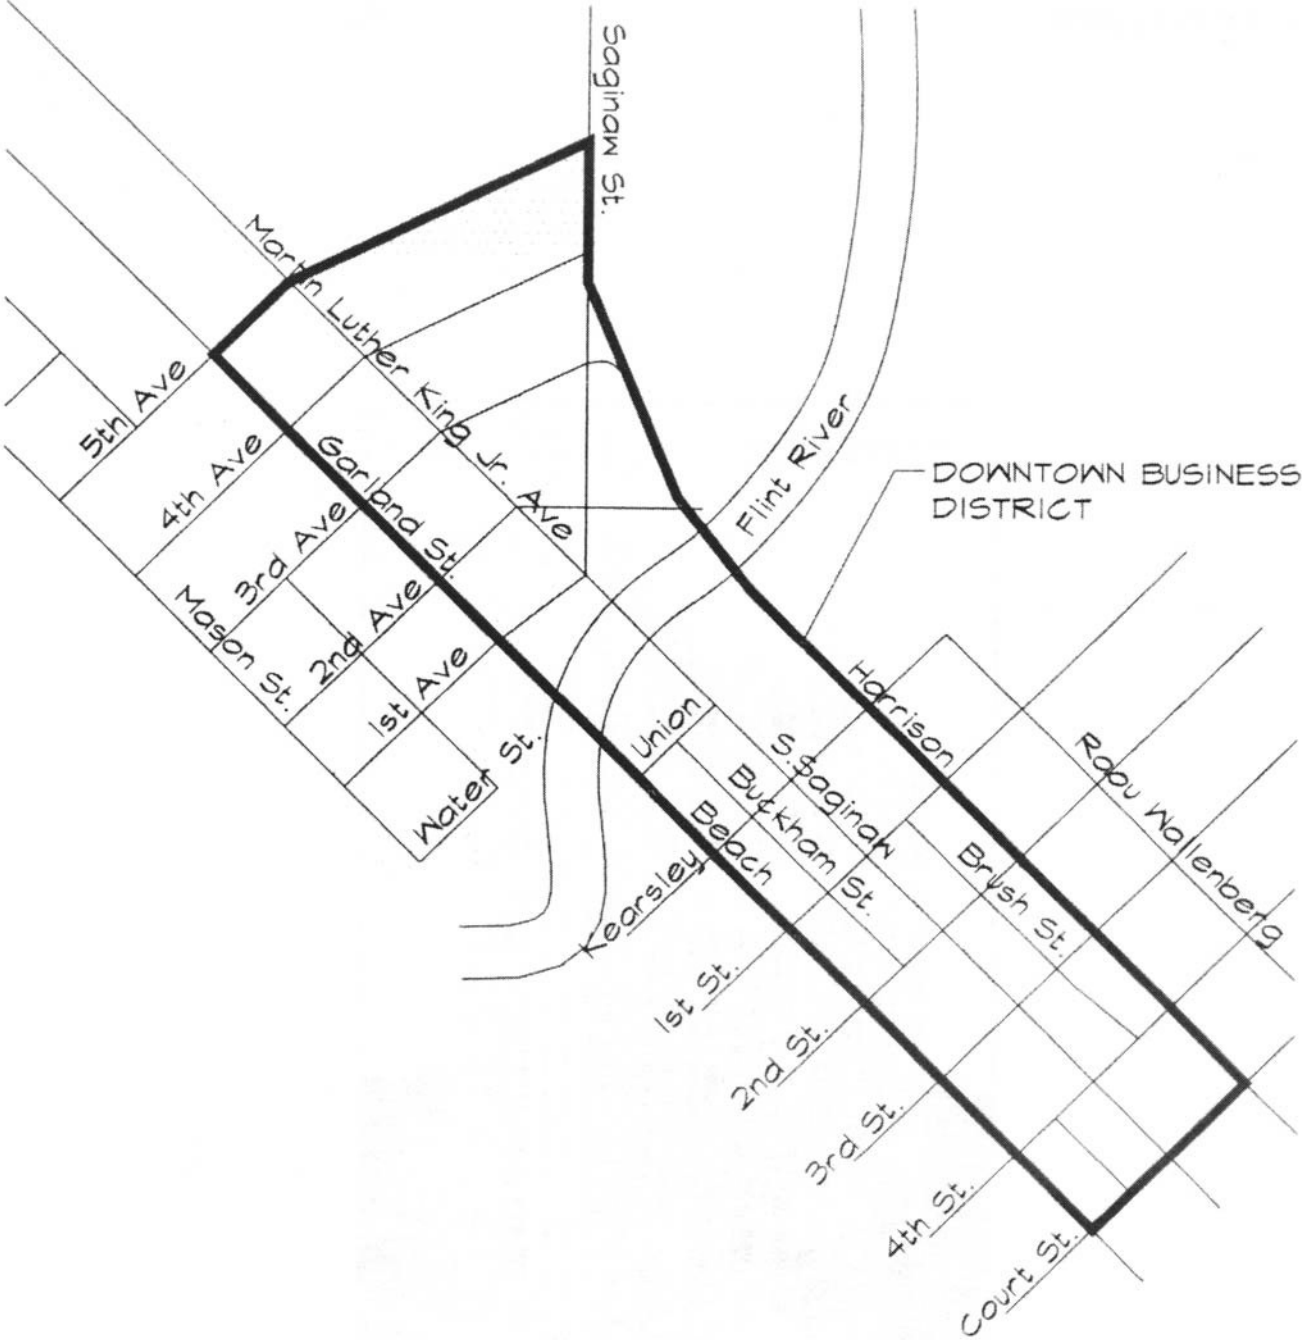 Saginaw St.
Martin Luther King Jr. Ave
5th Ave
4th Ave
Garland St.
3rd Ave
Flint River
DOWNTOWN BUSINESS
DISTRICT
Mason St.
2nd Ave
1st Ave
Water St.
Union
Harrison
S.Saginaw
Buckham St.
Beach
Raou Wallenberg
Brush St.
Kearsley
1st St.
2nd St.
3rd St.
4th St.
Court St.